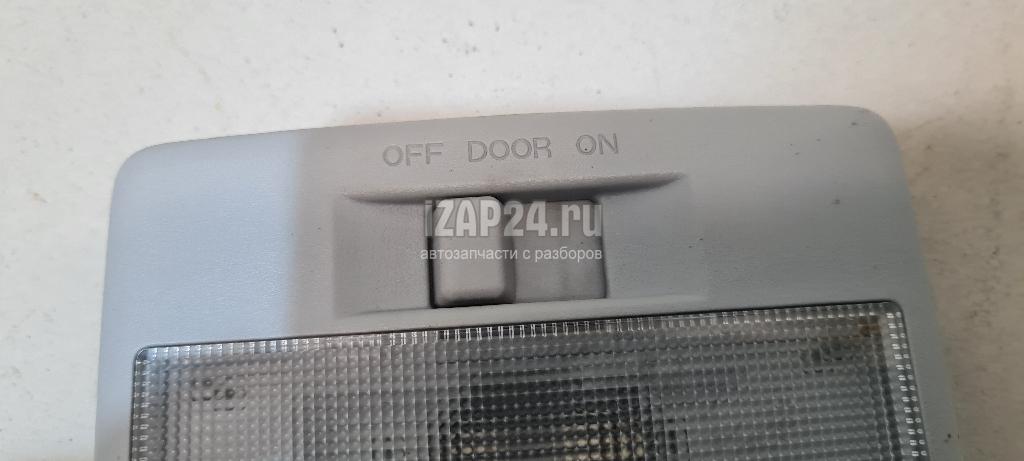 OFF DOOR ON
iZAP24.ru
автозапчасти с разборов